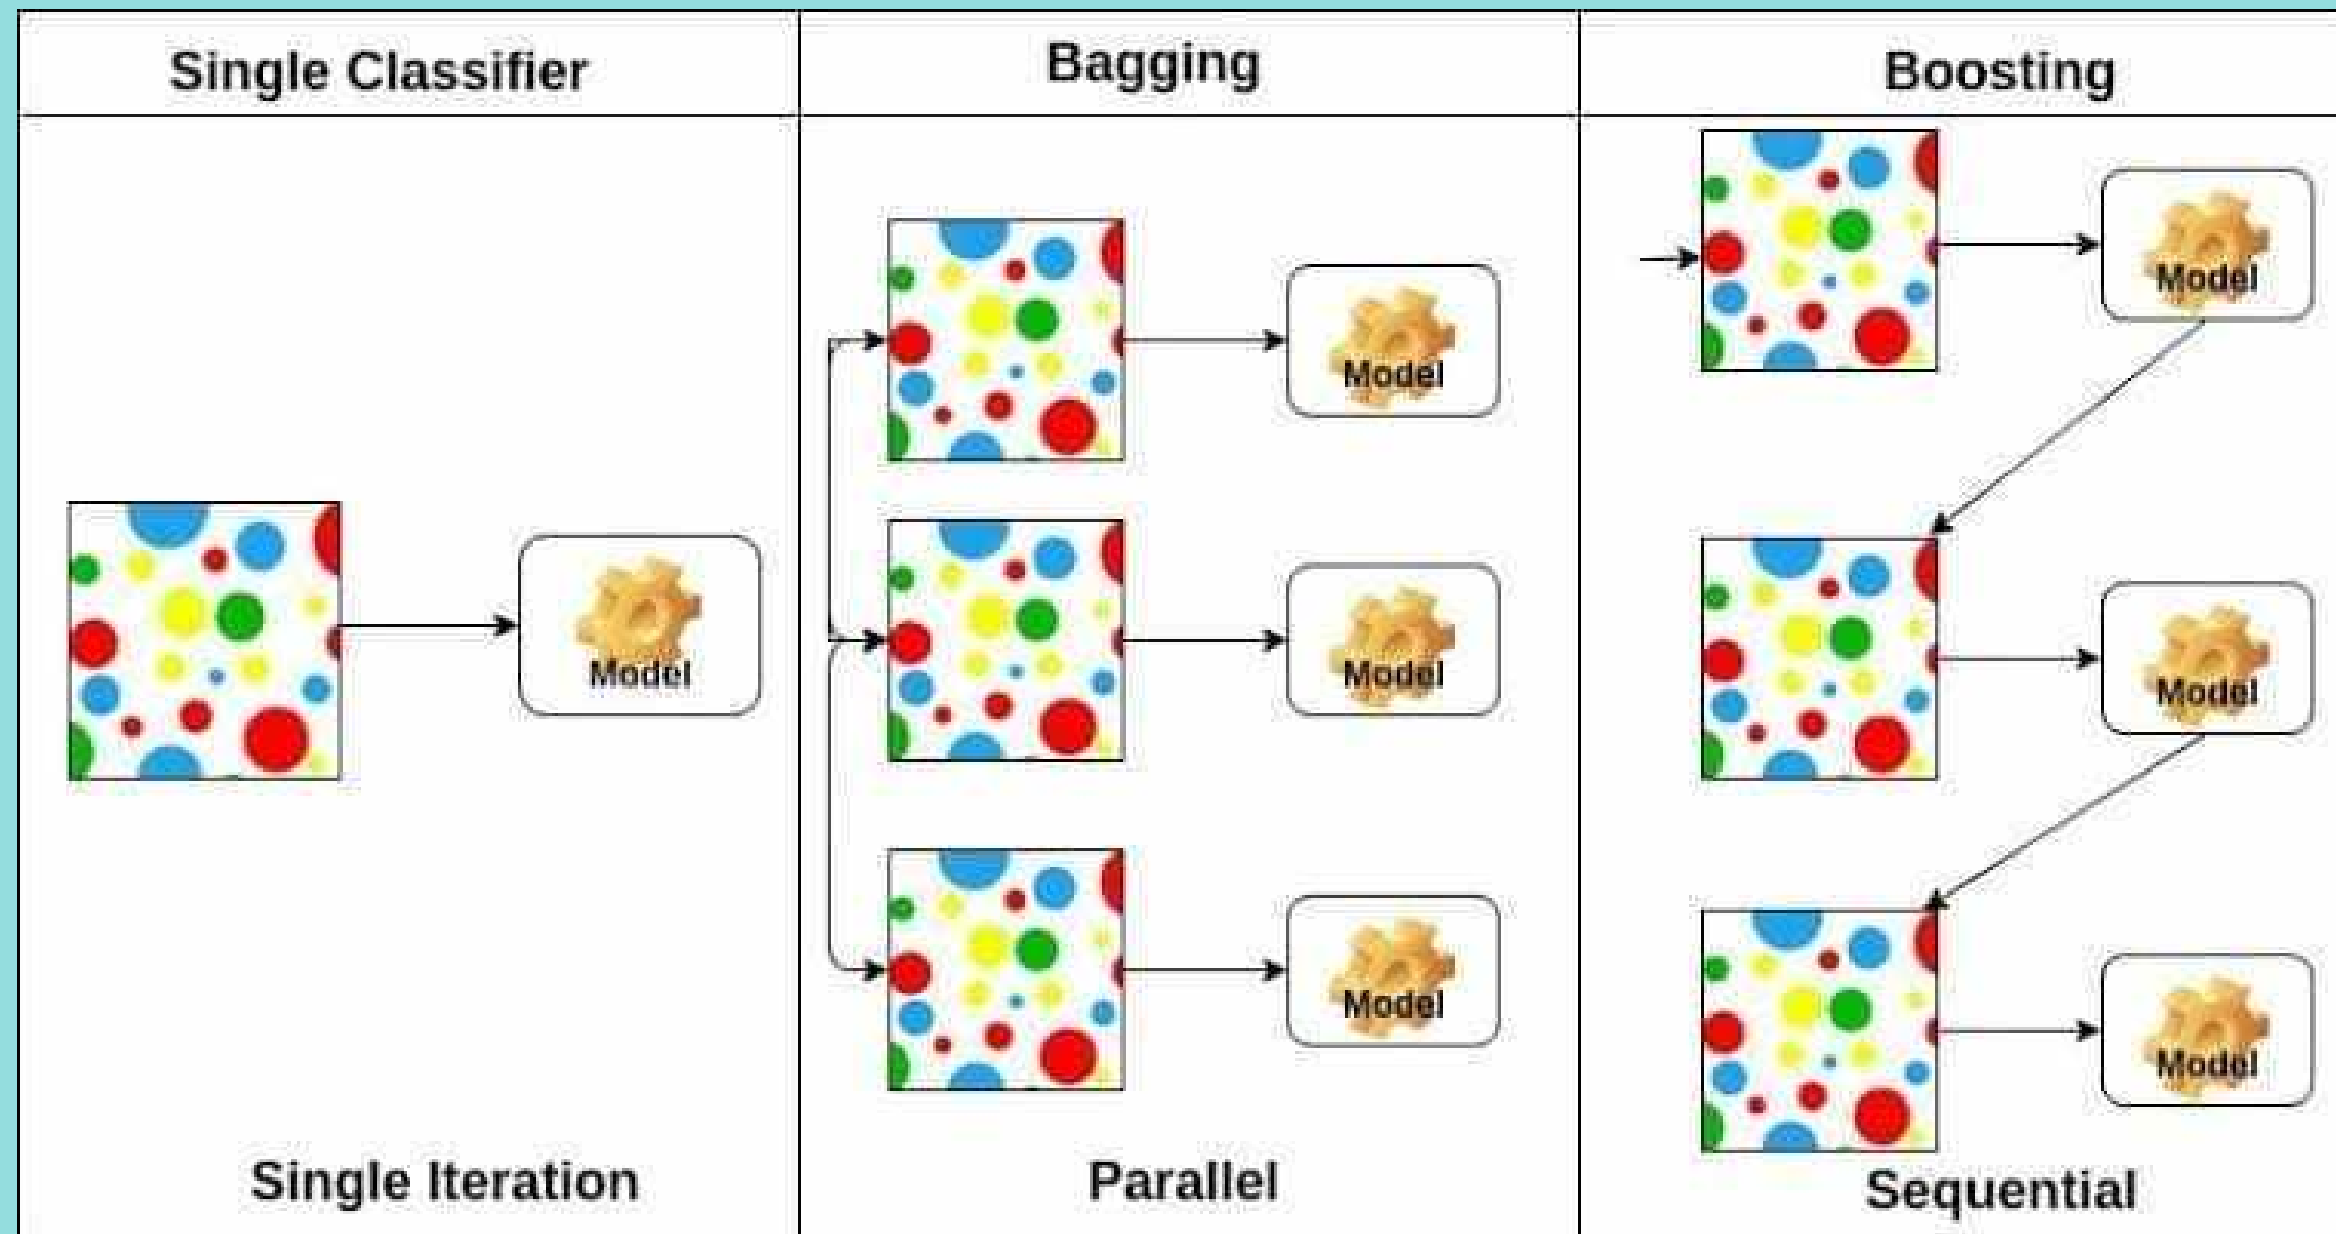 Single Classifier
Bagging
Boosting
Model
Model
Model
Model
Model
Model
Model
Single Iteration
Parallel
Sequential